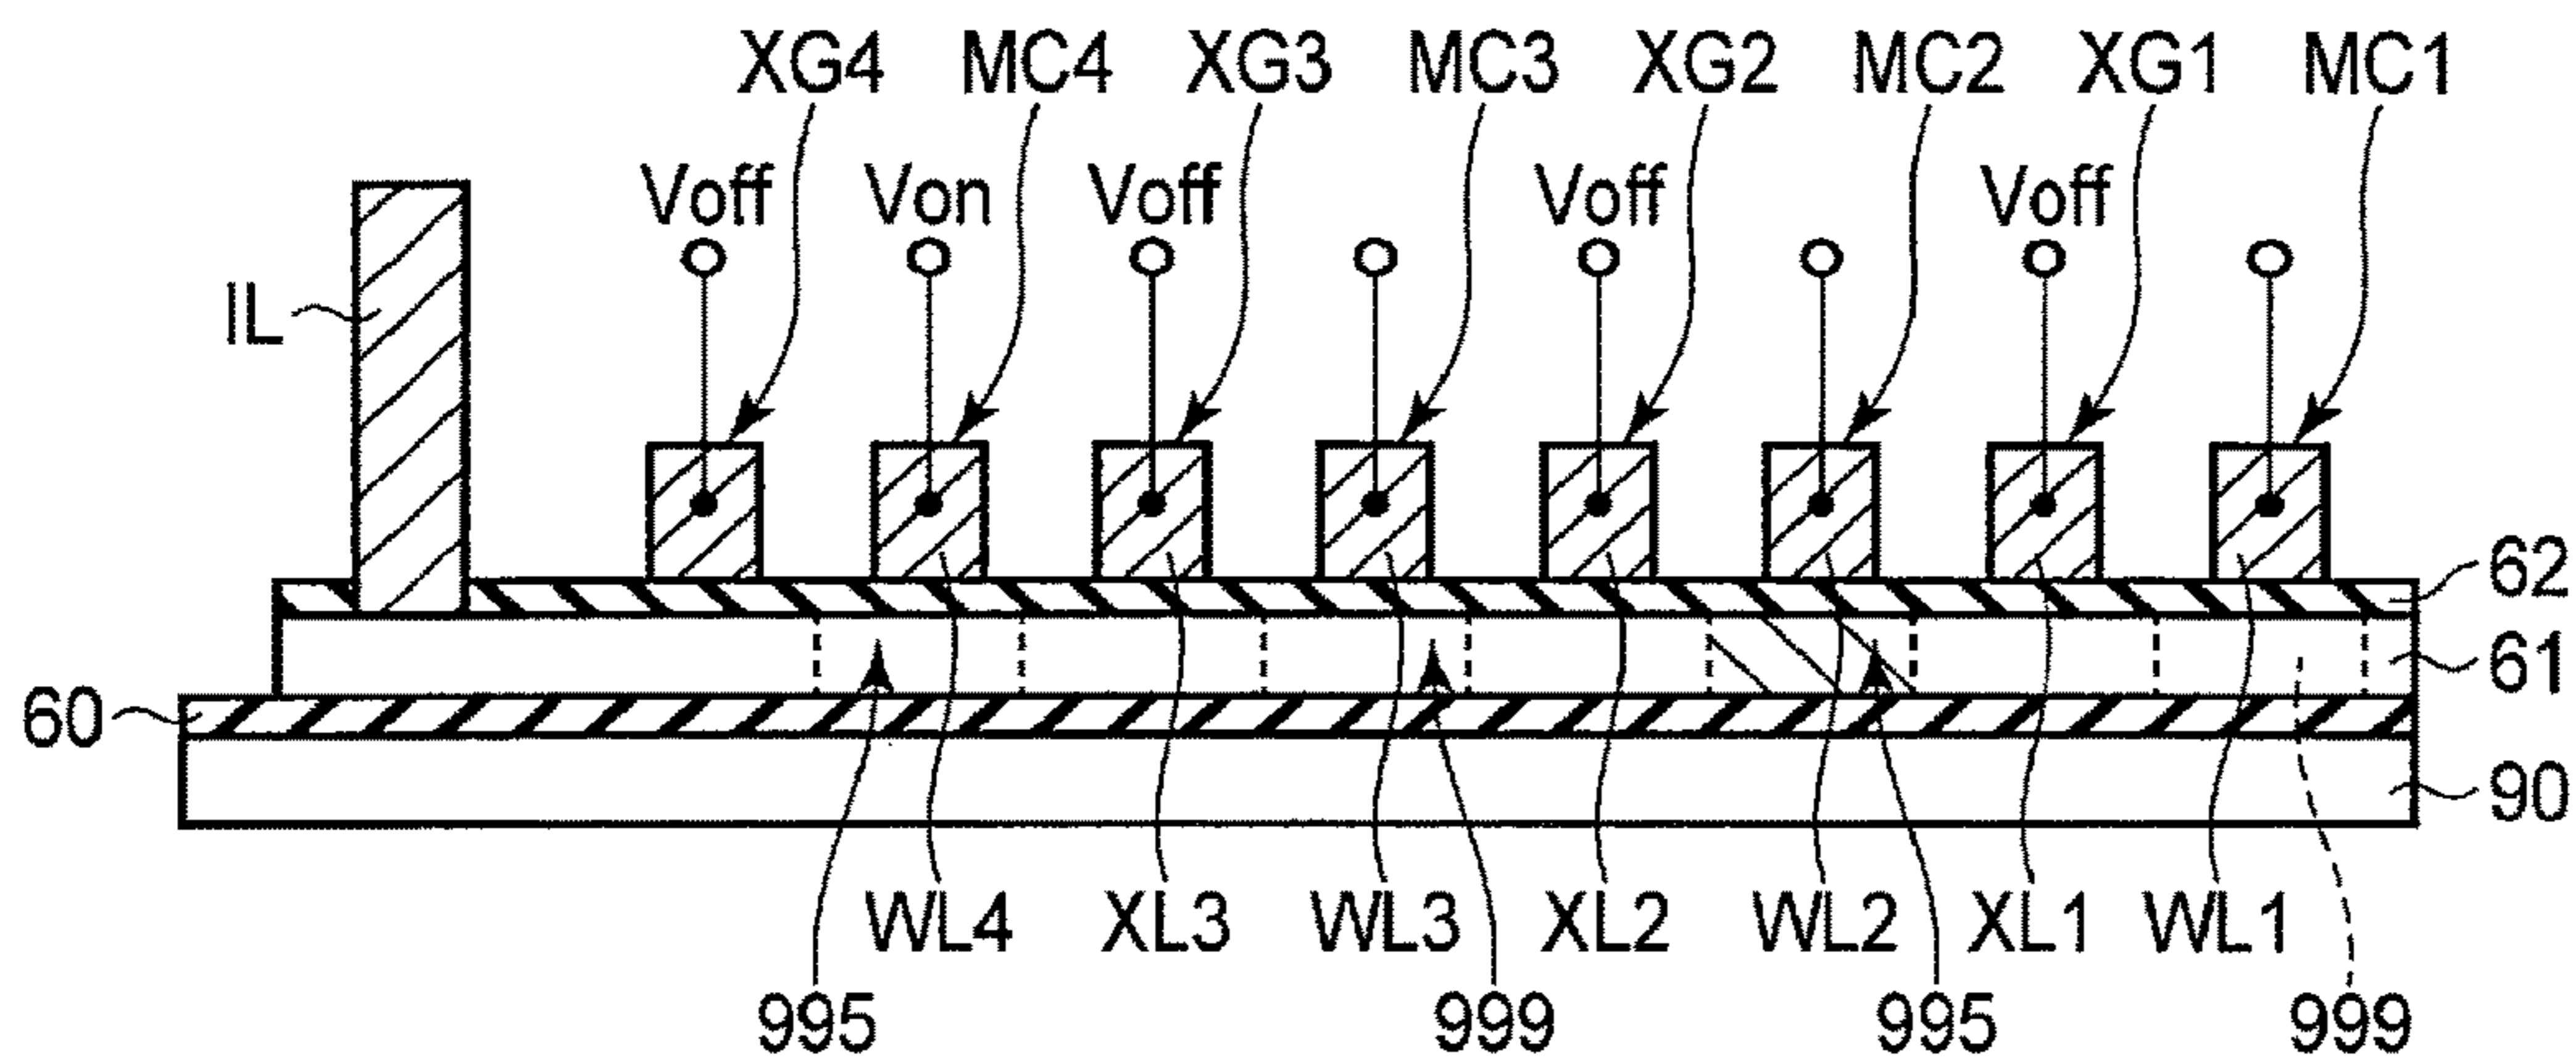 XG4 MC4 XG3 MC3 XG2 MC2 XG1 MC1
Voff Von Voff Voff Voff
IL
62
61
60
90
WL4 XL3 WL3 XL2 WL2 XL1 WL1
995 999 995 999